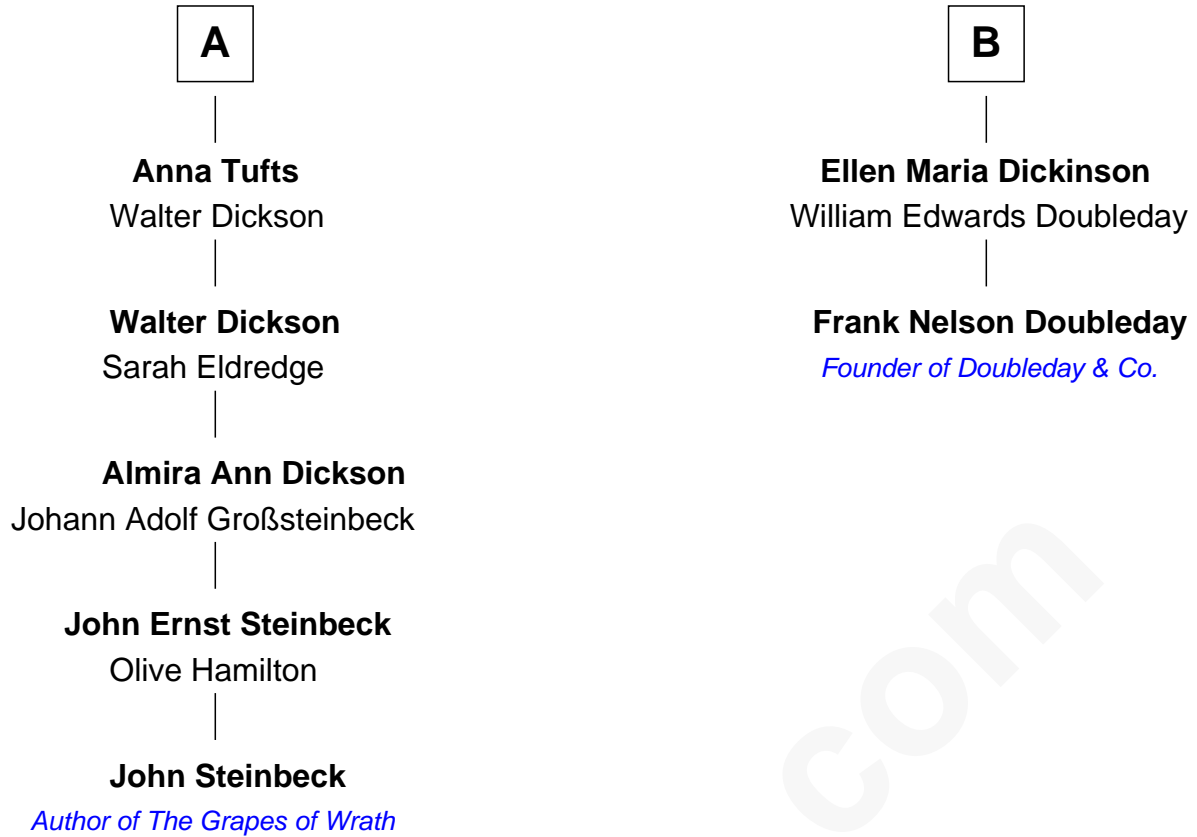 A
Anna Tufts
Walter Dickson
Walter Dickson
Sarah Eldredge
Almira Ann Dickson
Johann Adolf Großsteinbeck
John Ernst Steinbeck
Olive Hamilton
John Steinbeck
Author of The Grapes of Wrath
B
Ellen Maria Dickinson
William Edwards Doubleday
Frank Nelson Doubleday
Founder of Doubleday & Co.
com